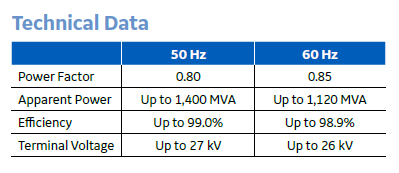 Technical Data
50 Hz 60 Hz
Power Factor 0.80 0.85
Apparent Power Up to 1,400 MVA Up to 1,120 MVA
Efficiency Up to 99.0% Up to 98.9%
Terminal Voltage Up to 27 kV Up to 26 kV